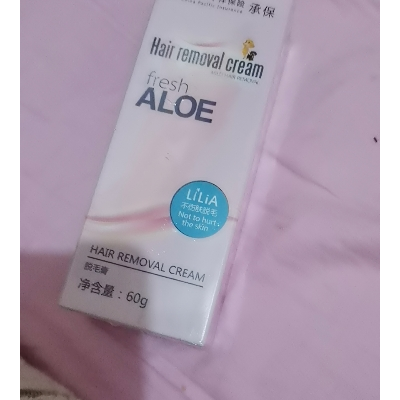 承保
Hair removal cream
fresh
ALOE
LiLiA
不伤肤脱毛
Not to hurt
the skin
HAIR REMOVAL CREAM
脱毛膏
净含量：60g